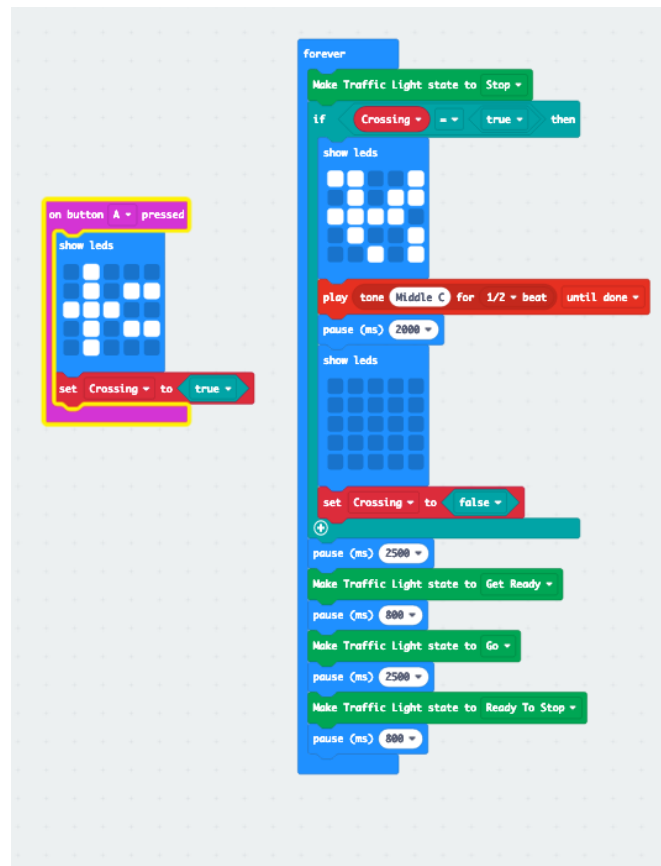 on button A pressed
show leds
set Crossing to true
forever
Make Traffic Light state to Stop
if Crossing = true then
show leds
play tone Middle C for 1/2 beat until done
pause (ms) 2000
show leds
set Crossing to false
pause (ms) 2500
Make Traffic Light state to Get Ready
pause (ms) 800
Make Traffic Light state to Go
pause (ms) 2500
Make Traffic Light state to Ready To Stop
pause (ms) 800